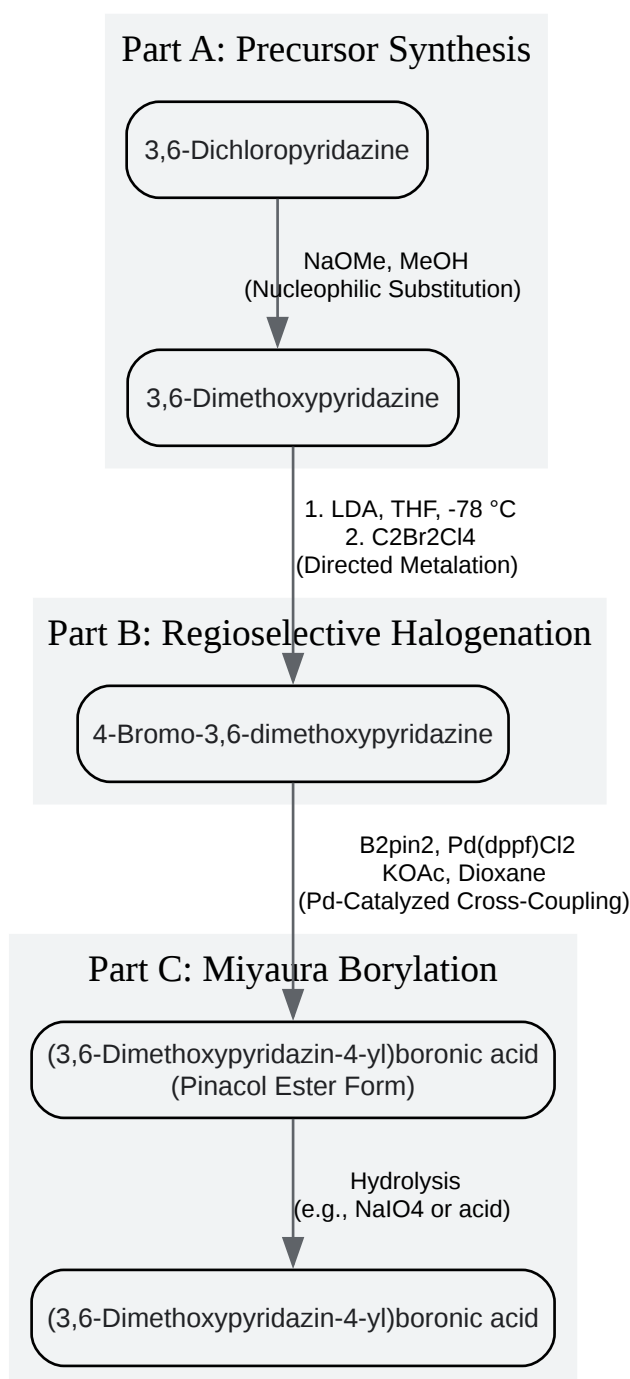 Part A: Precursor Synthesis
3,6-Dichloropyridazine
NaOMe, MeOH
(Nucleophilic Substitution)
3,6-Dimethoxypyridazine
1. LDA, THF, -78 °C
2. C2Br2Cl4
(Directed Metalation)
Part B: Regioselective Halogenation
4-Bromo-3,6-dimethoxypyridazine
B2pin2, Pd(dppf)Cl2
KOAc, Dioxane
(Pd-Catalyzed Cross-Coupling)
Part C: Miyaura Borylation
(3,6-Dimethoxypyridazin-4-yl)boronic acid
(Pinacol Ester Form)
Hydrolysis
(e.g., NaIO4 or acid)
(3,6-Dimethoxypyridazin-4-yl)boronic acid